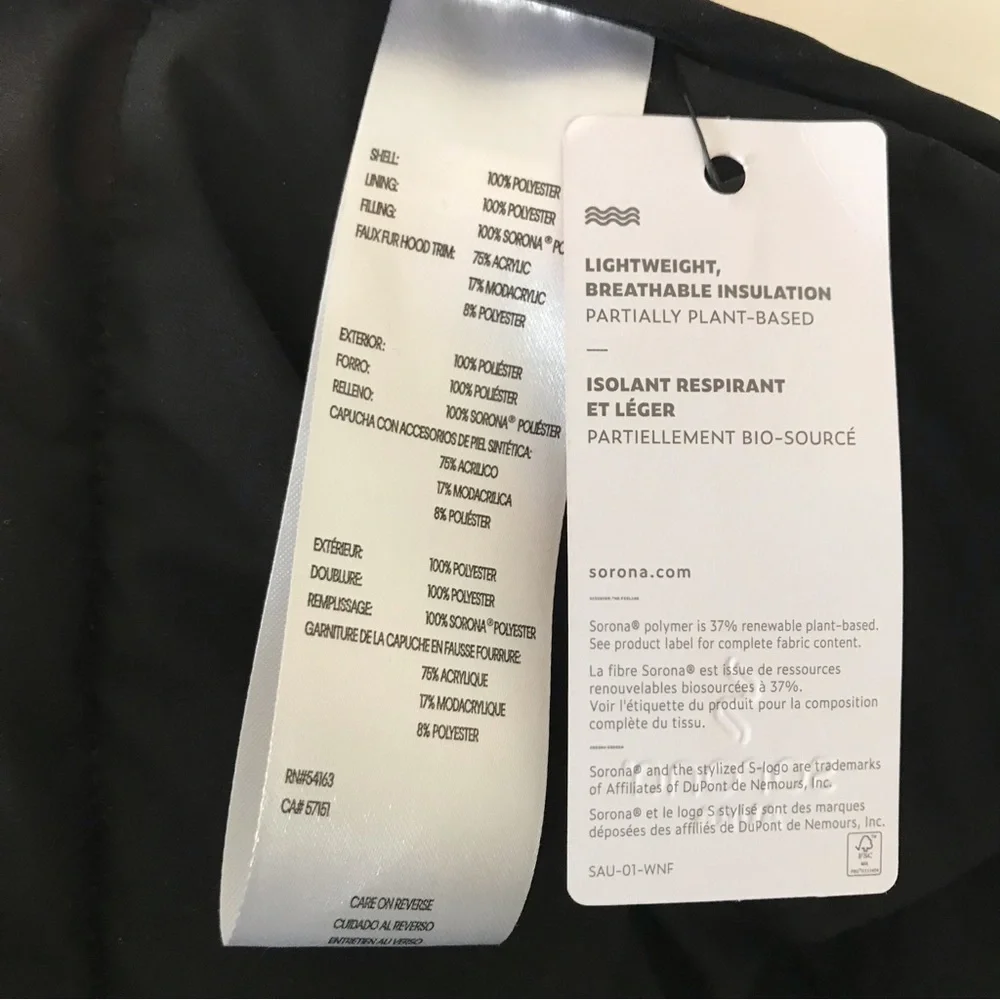 SHELL: 100% POLYESTER
LINING: 100% POLYESTER
FILLING: 100% SORONA® PO
FAUX FUR HOOD TRIM: 75% ACRYLIC
17% MODACRYLIC
8% POLYESTER
EXTERIOR: 100% POLIÉSTER
FORRO: 100% POLIÉSTER
RELLENO: 100% SORONA® POLIÉSTER
CAPUCHA CON ACCESORIOS DE PIEL SINTÉTICA:
75% ACRILICO
17% MODACRILICA
8% POLIÉSTER
EXTÉRIEUR: 100% POLYESTER
DOUBLURE: 100% POLYESTER
REMPLISSAGE: 100% SORONA® POLYESTER
GARNITURE DE LA CAPUCHE EN FAUSSE FOURRURE:
75% ACRYLIQUE
17% MODACRYLIQUE
8% POLYESTER
RN#54163
CA# 57151
CARE ON REVERSE
CUIDADO AL REVERSO
ENTRETIEN AU VERSO
LIGHTWEIGHT,
BREATHABLE INSULATION
PARTIALLY PLANT-BASED
ISOLANT RESPIRANT
ET LÉGER
PARTIELLEMENT BIO-SOURCÉ
sorona.com
Sorona® polymer is 37% renewable plant-based.
See product label for complete fabric content.
La fibre Sorona® est issue de ressources
renouvelables biosourcées à 37%.
Voir l'étiquette du produit pour la composition
complète du tissu.
Sorona® and the stylized S-logo are trademarks
of Affiliates of DuPont de Nemours, Inc.
Sorona® et le logo S stylisé sont des marques
déposées des affiliés de DuPont de Nemours, Inc.
SAU-01-WNF
FSC